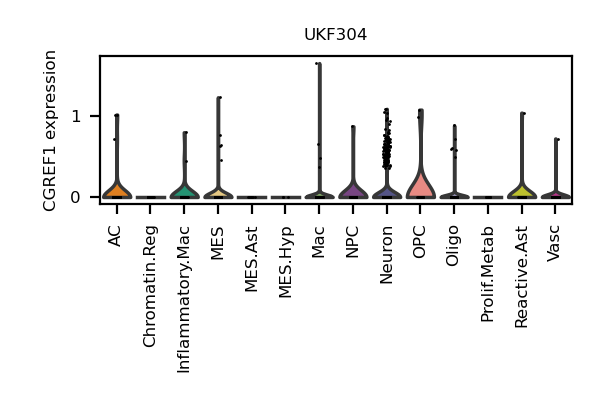 UKF304
CGREF1 expression
1
0
AC
Chromatin.Reg
Inflammatory.Mac
MES
MES.Ast
MES.Hyp
Mac
NPC
Neuron
OPC
Oligo
Prolif.Metab
Reactive.Ast
Vasc